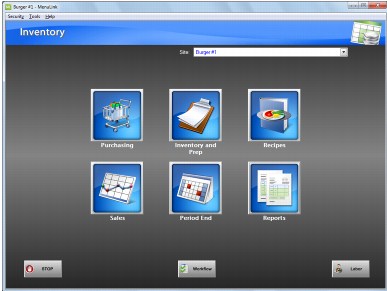 Burger #1 - MenuLink
Security Tools Help
Inventory
Site Burger #1
Purchasing Inventory and Prep Recipes
Sales Period End Reports
STOP Workflow Labor